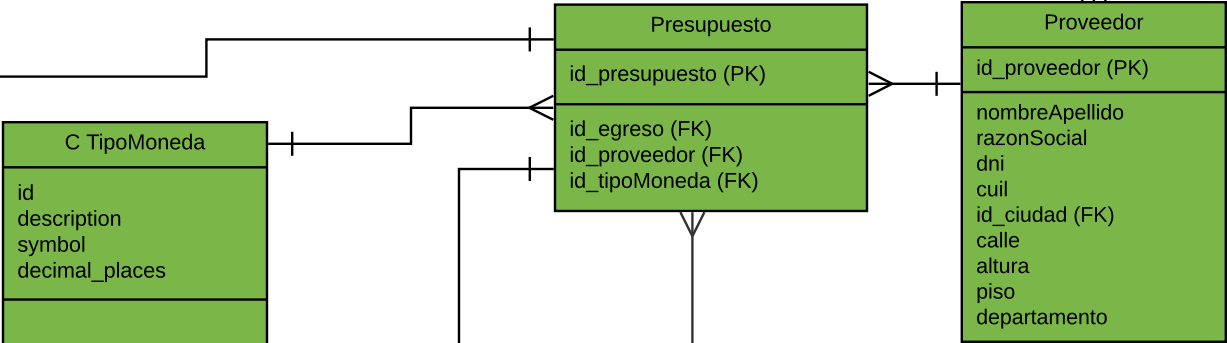 C TipoMoneda
id
description
symbol
decimal_places
Presupuesto
id_presupuesto (PK)
id_egreso (FK)
id_proveedor (FK)
id_tipoMoneda (FK)
Proveedor
id_proveedor (PK)
nombreApellido
razonSocial
dni
cuil
id_ciudad (FK)
calle
altura
piso
departamento